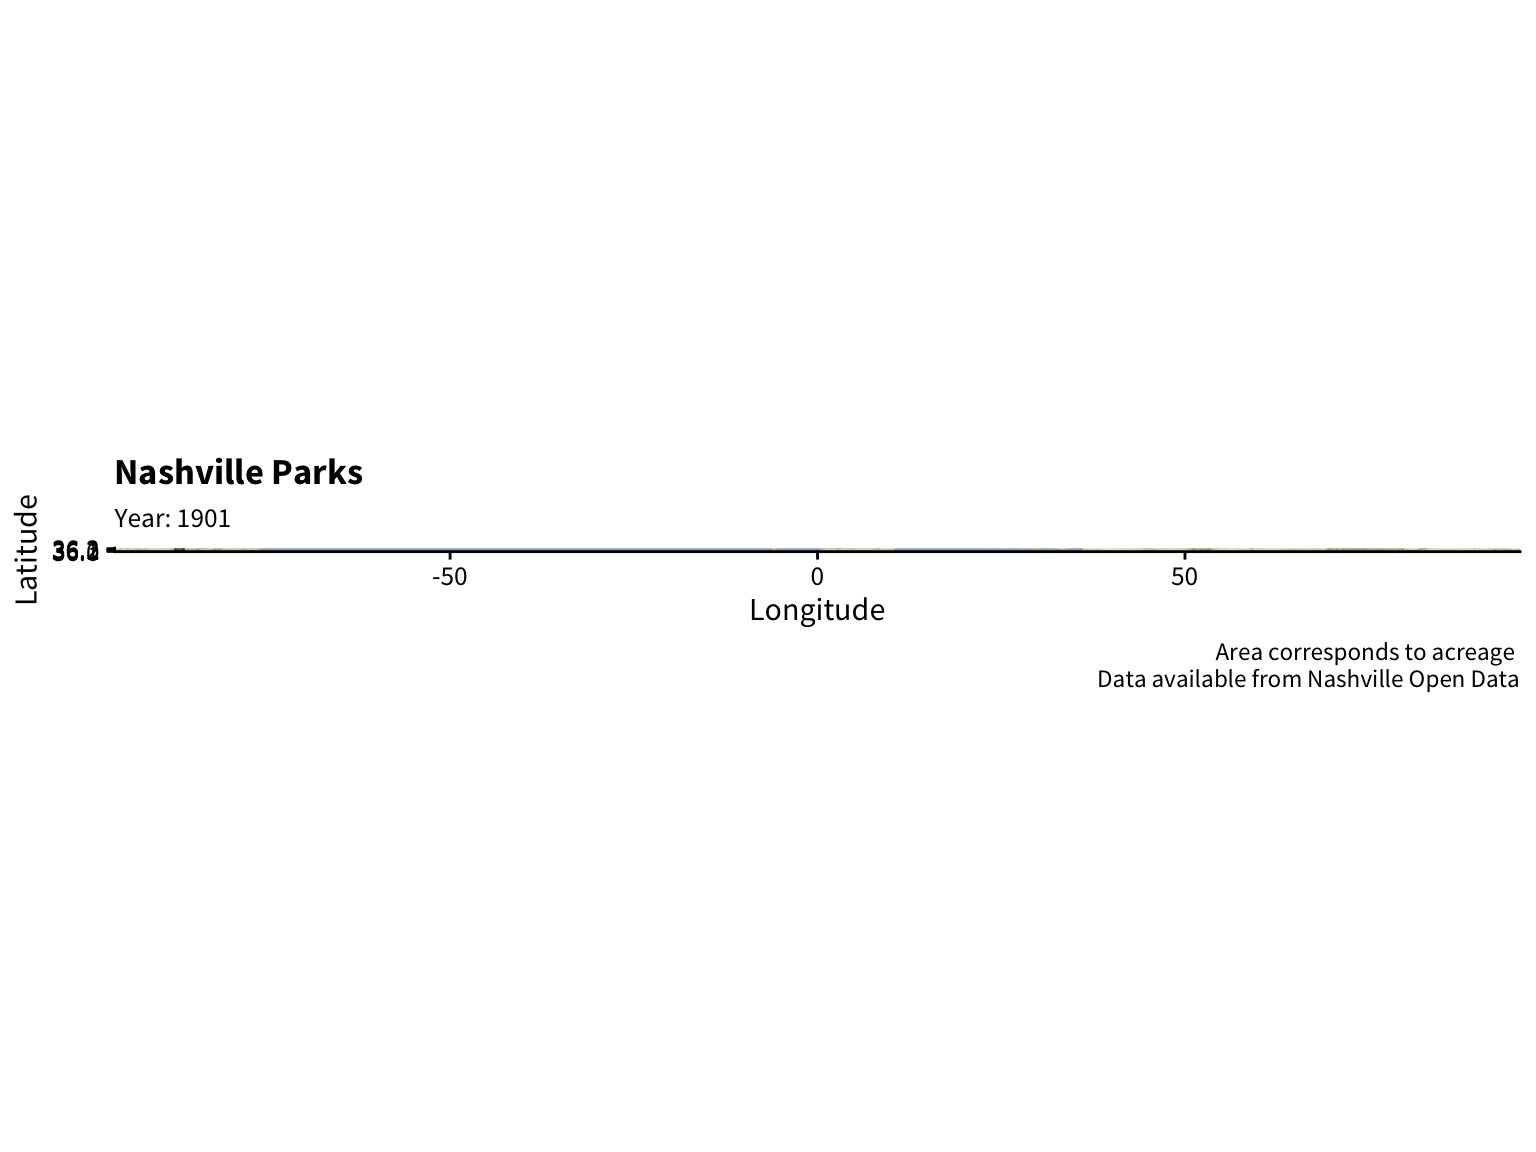 Nashville Parks
Year: 1901
Latitude
-50 0 50
Longitude
Area corresponds to acreage
Data available from Nashville Open Data